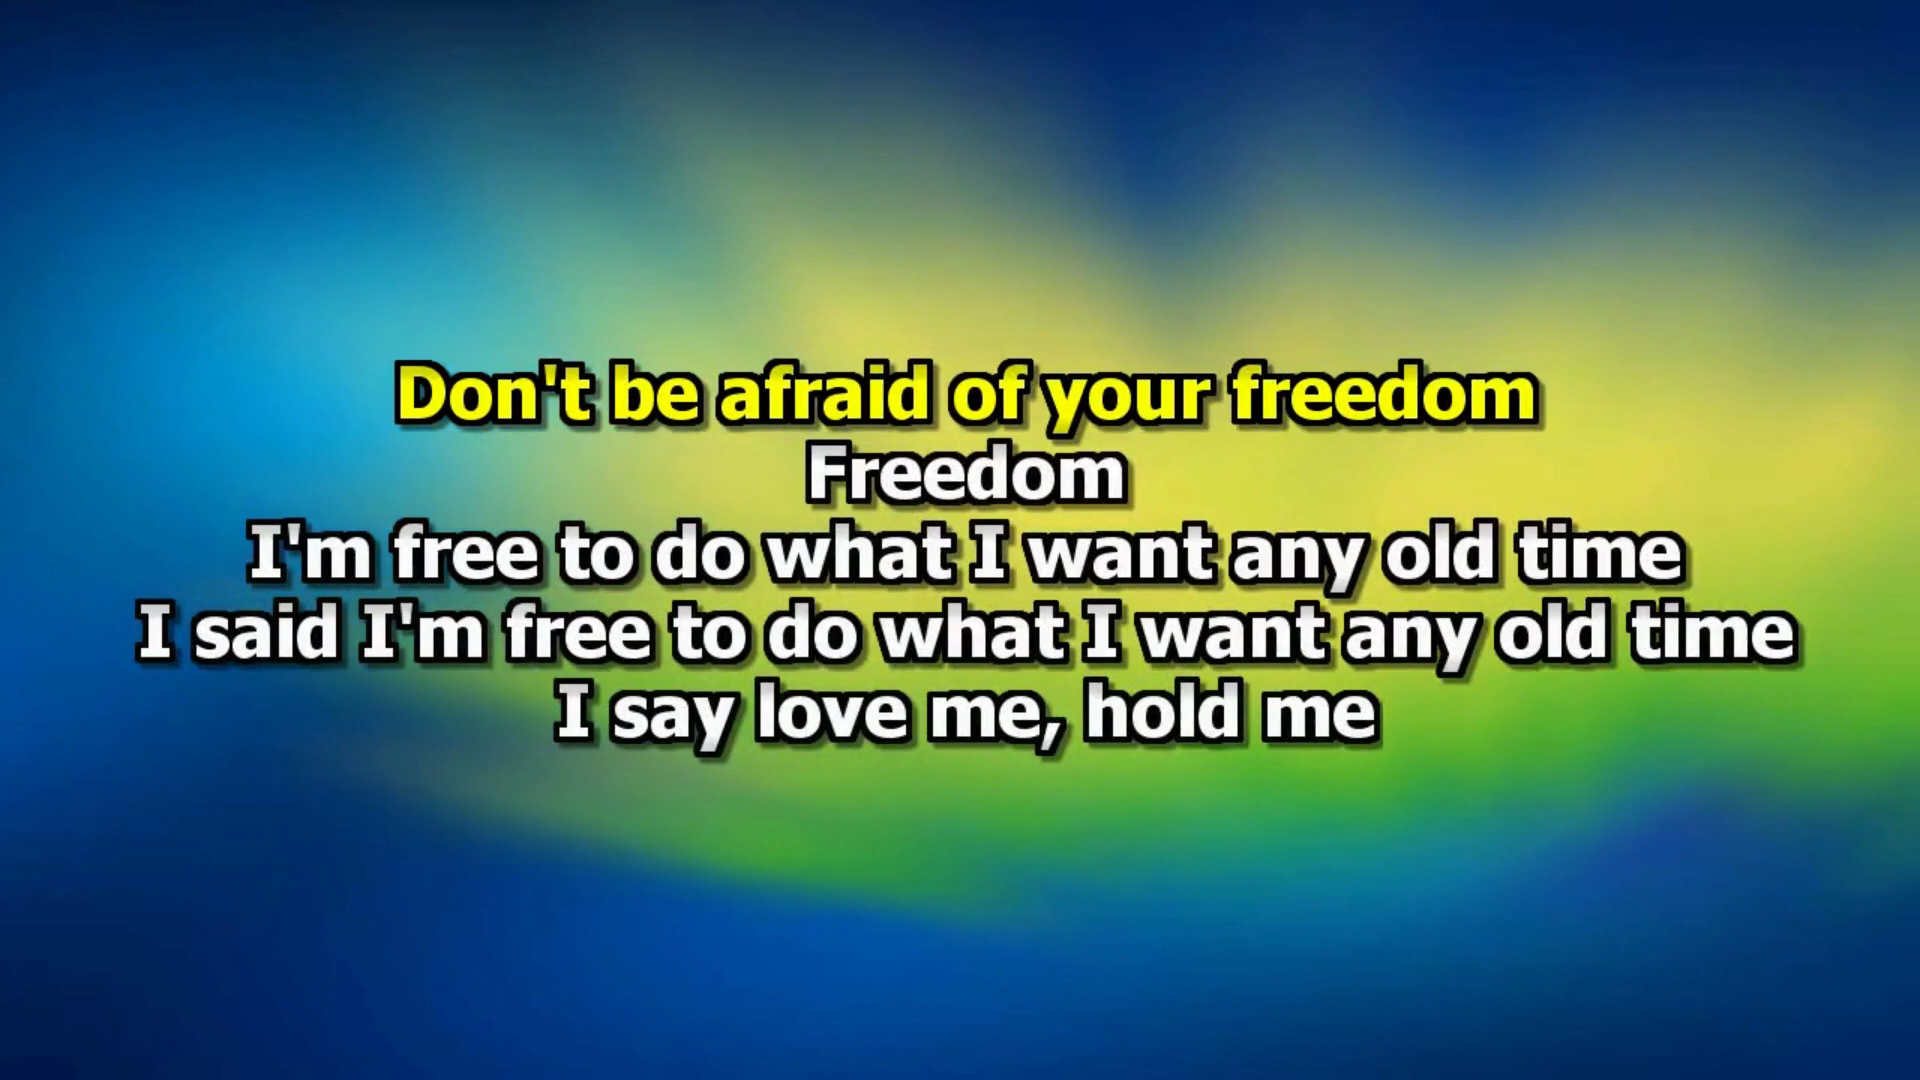 Don't be afraid of your freedom
Freedom
I'm free to do what I want any old time
I said I'm free to do what I want any old time
I say love me, hold me